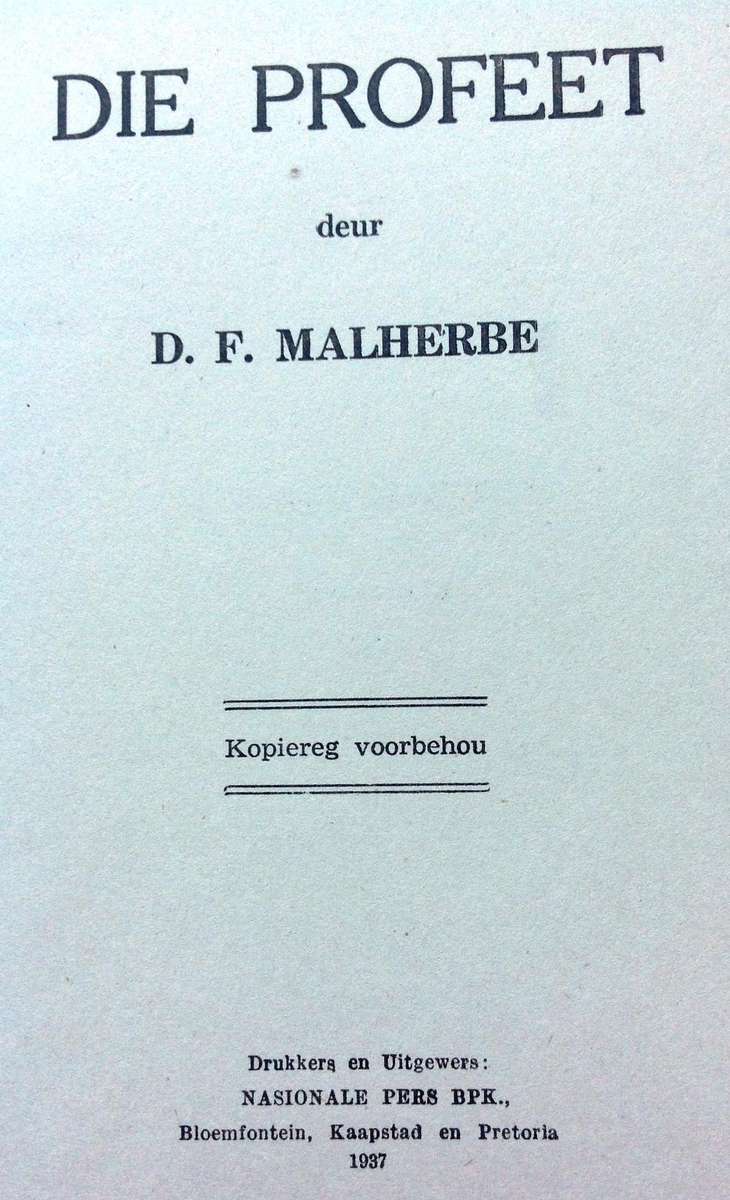 DIE PROFEET
deur
D. F. MALHERBE
Kopiereg voorbehou
Drukkers en Uitgewers:
NASIONALE PERS BPK.,
Bloemfontein, Kaapstad en Pretoria
1937